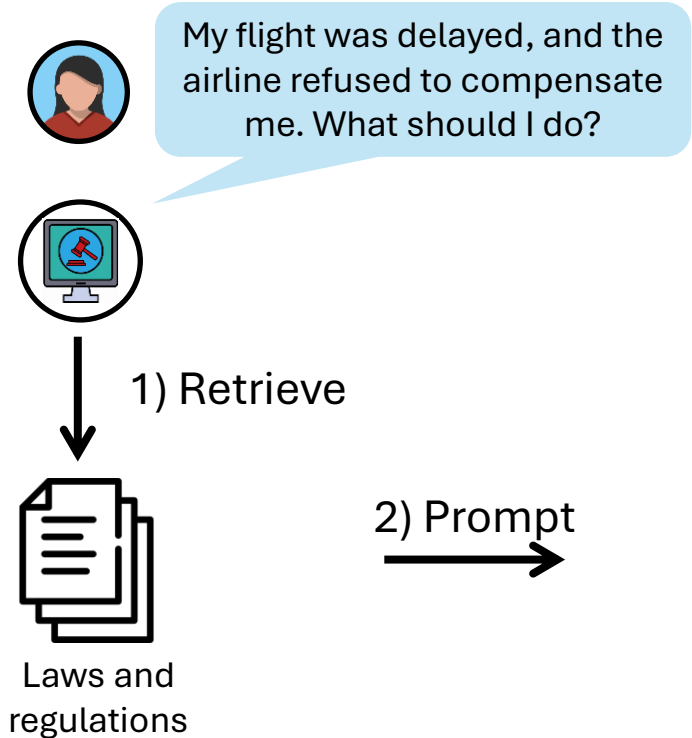 My flight was delayed, and the
airline refused to compensate
me. What should I do?
1) Retrieve
2) Prompt
Laws and
regulations